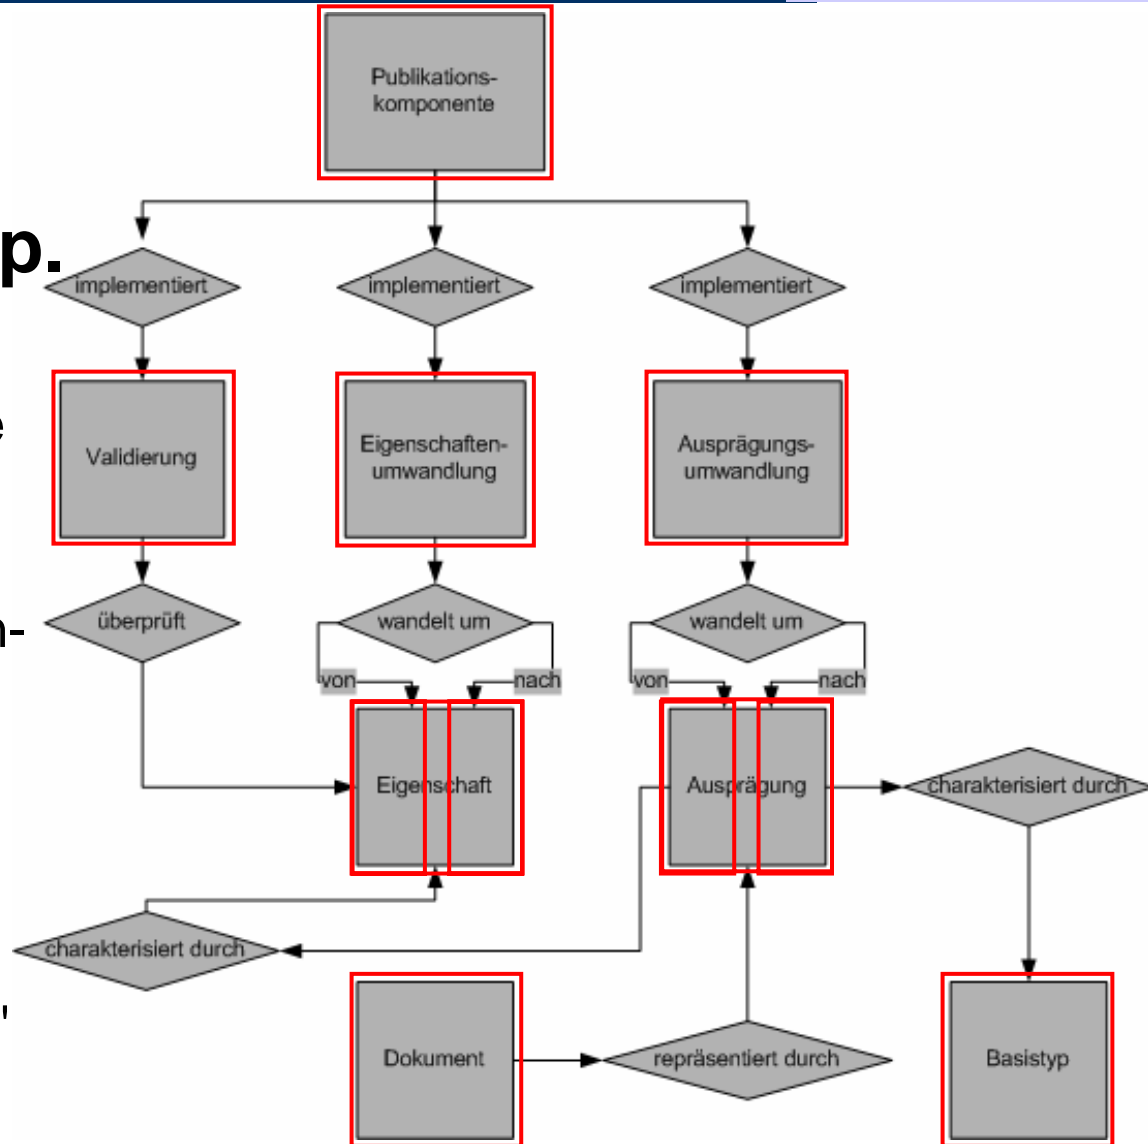 Publikations-
komponente
p.
implementiert
implementiert
implementiert
e
Validierung
Eigenschaften-
umwandlung
Ausprägungs-
umwandlung
n-
überprüft
wandelt um
wandelt um
von
nach
von
nach
Eigenschaft
Ausprägung
charakterisiert durch
charakterisiert durch
"
Dokument
repräsentiert durch
Basistyp